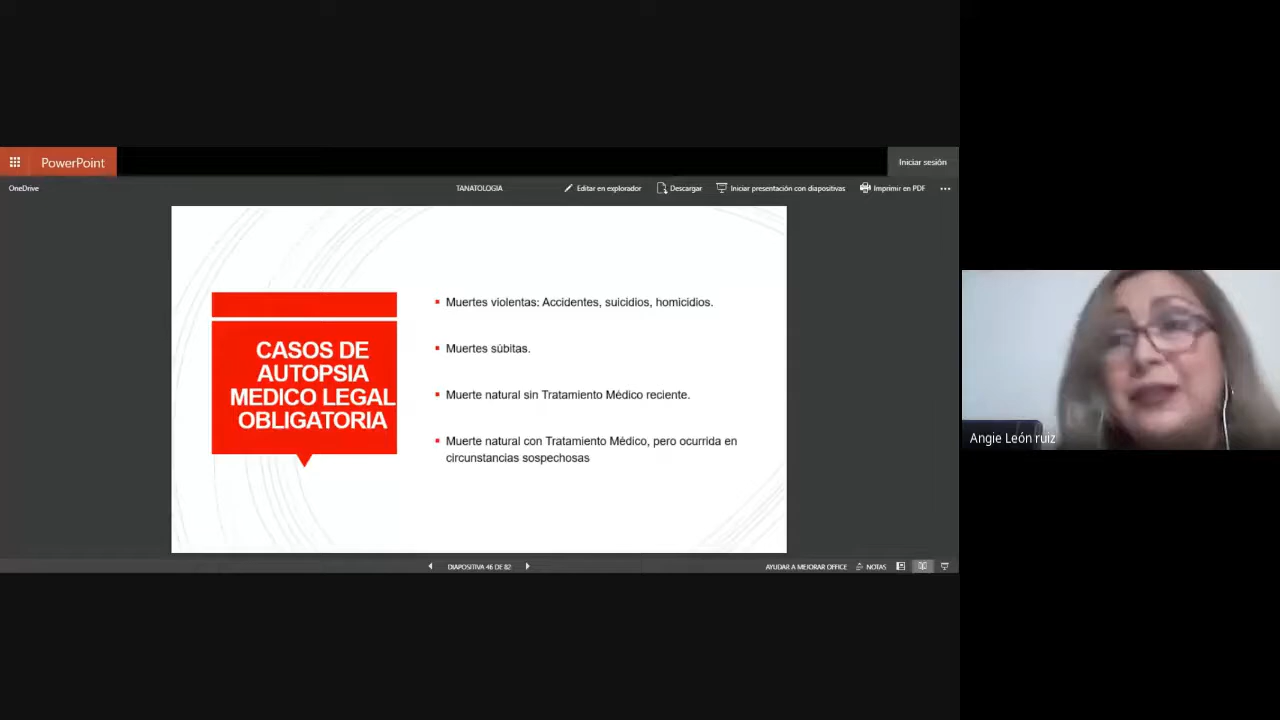 PowerPoint
Iniciar sesión
OneDrive
TANATOLOGIA
Editar en explorador
Descargar
Iniciar presentación con diapositivas
Imprimir en PDF
CASOS DE
AUTOPSIA
MEDICO LEGAL
OBLIGATORIA
Muertes violentas: Accidentes, suicidios, homicidios.
Muertes súbitas.
Muerte natural sin Tratamiento Médico reciente.
Muerte natural con Tratamiento Médico, pero ocurrida en
circunstancias sospechosas
Angie León ruiz
DIAPOSITIVA 46 DE 82
AYUDAR A MEJORAR OFFICE
NOTAS